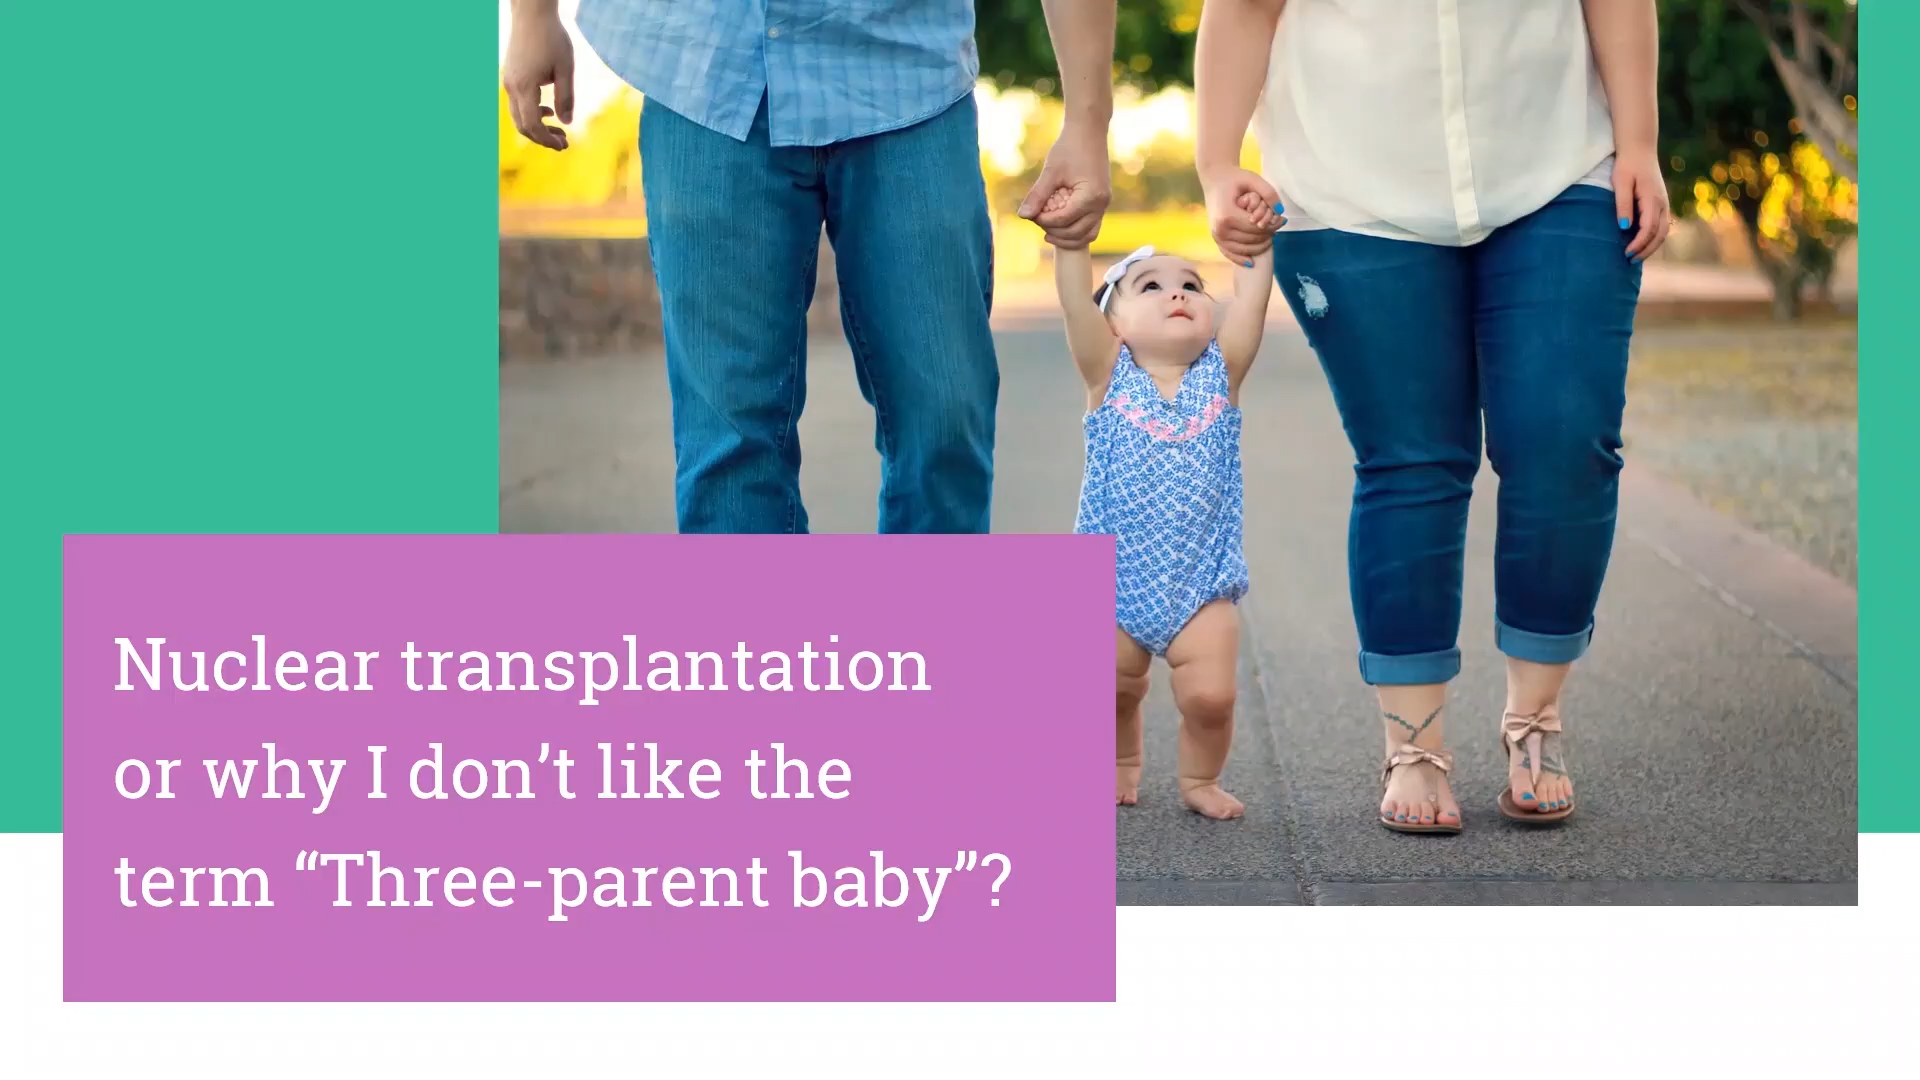 Nuclear transplantation
or why I don’t like the
term “Three-parent baby”?